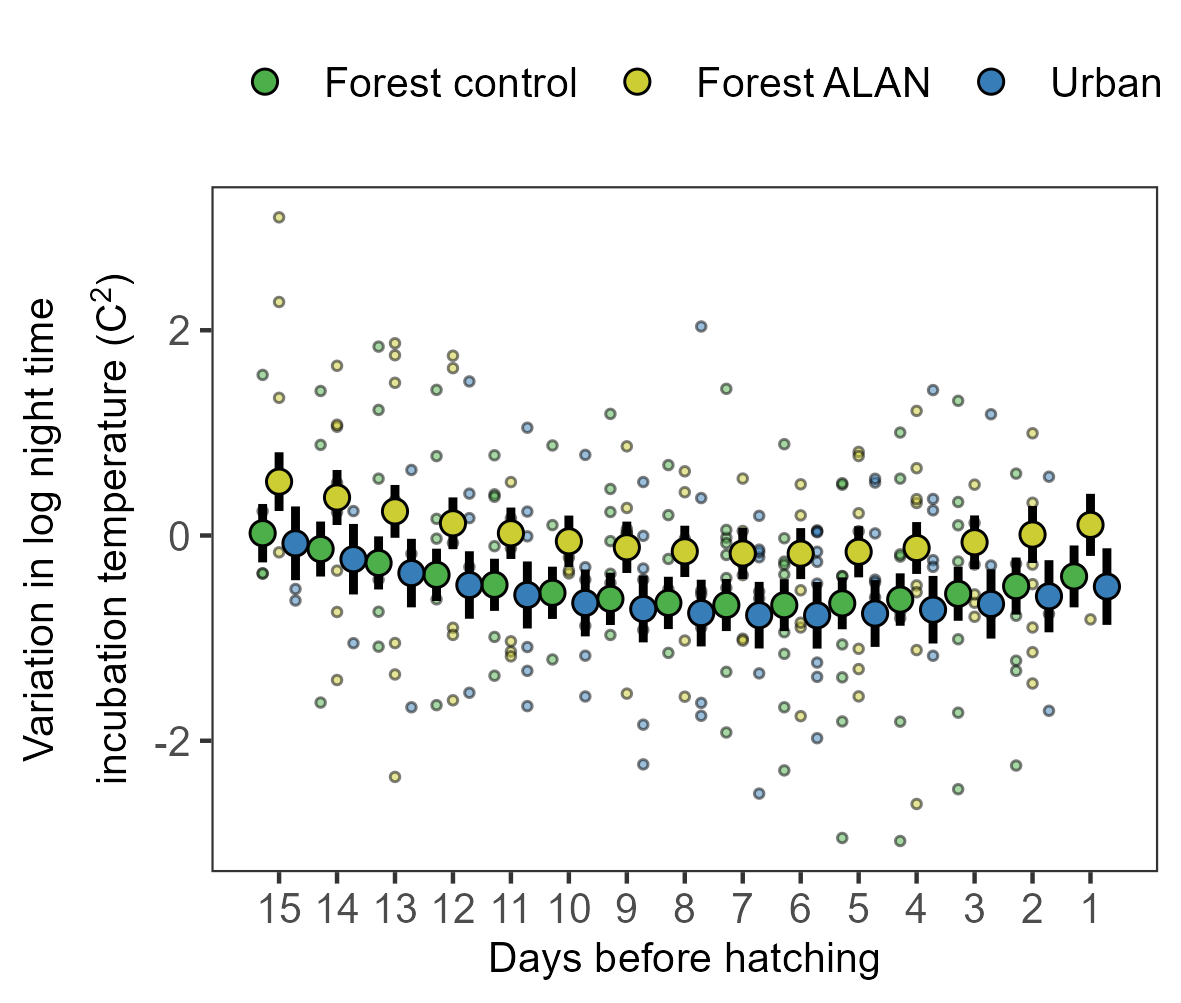 Forest control Forest ALAN Urban
Variation in log night time
incubation temperature (C²)
2
0
-2
15 14 13 12 11 10 9 8 7 6 5 4 3 2 1
Days before hatching